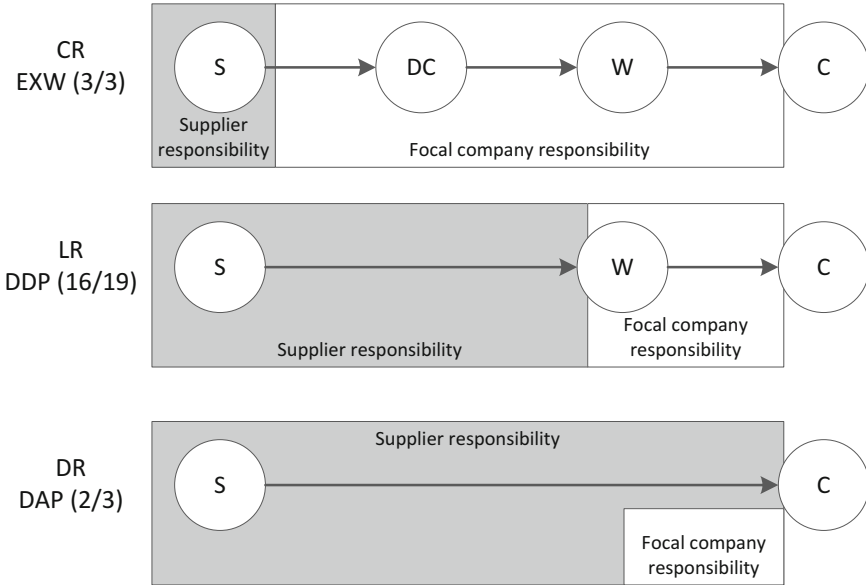 CR
EXW (3/3)
S
DC
W
C
Supplier
responsibility
Focal company responsibility
LR
DDP (16/19)
S
W
C
Supplier responsibility
Focal company
responsibility
DR
DAP (2/3)
Supplier responsibility
S
C
Focal company
responsibility